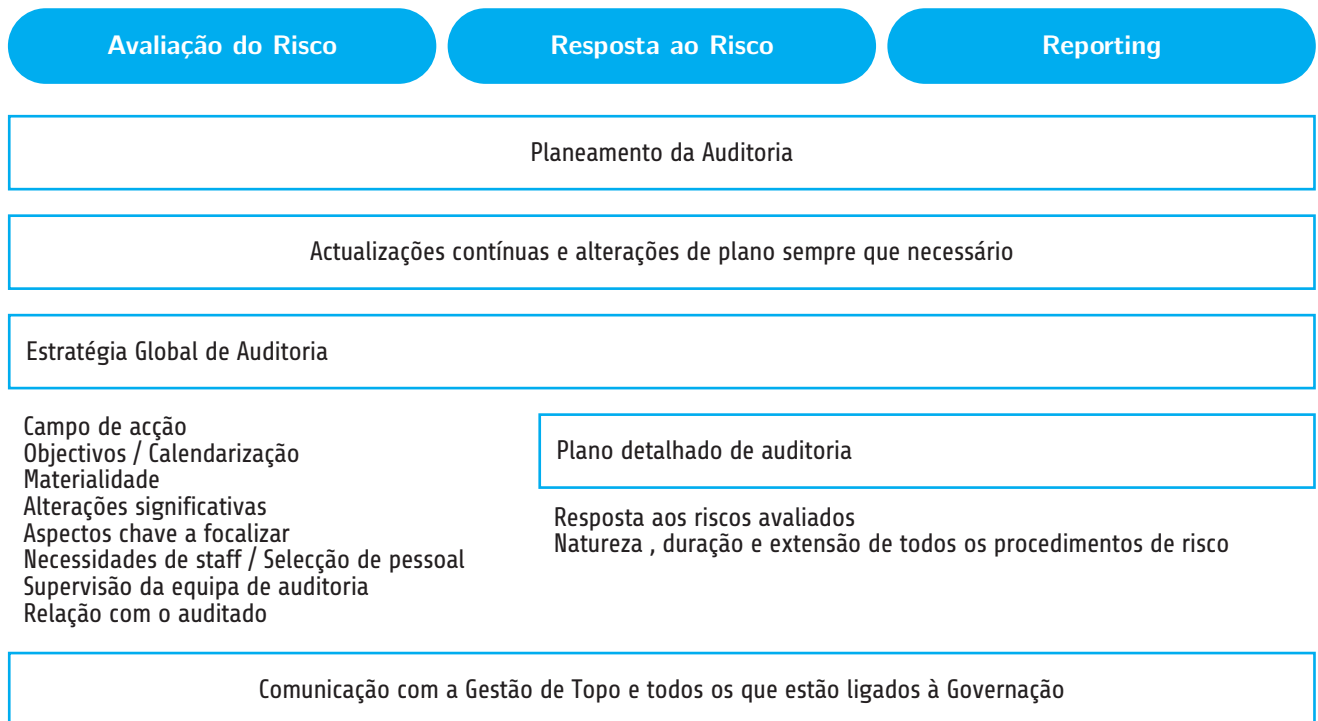 Avaliação do Risco
Resposta ao Risco
Reporting
Planeamento da Auditoria
Actualizações contínuas e alterações de plano sempre que necessário
Estratégia Global de Auditoria
Campo de acção
Objectivos / Calendarização
Materialidade
Alterações significativas
Aspectos chave a focalizar
Necessidades de staff / Selecção de pessoal
Supervisão da equipa de auditoria
Relação com o auditado
Plano detalhado de auditoria
Resposta aos riscos avaliados
Natureza , duração e extensão de todos os procedimentos de risco
Comunicação com a Gestão de Topo e todos os que estão ligados à Governação